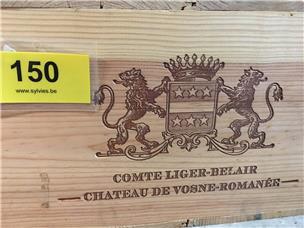 150
www.sylvies.be
COMTE LIGER-BELAIR
CHATEAU DE VOSNE-ROMANÉE